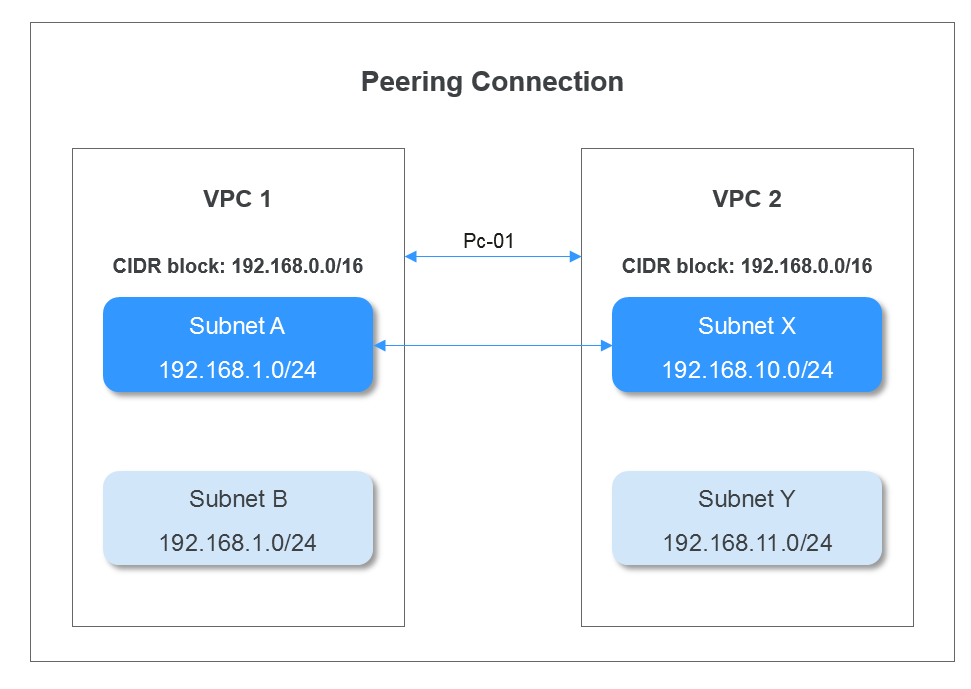 Peering Connection
VPC 1
VPC 2
Pc-01
CIDR block: 192.168.0.0/16
CIDR block: 192.168.0.0/16
Subnet A
192.168.1.0/24
Subnet X
192.168.10.0/24
Subnet B
192.168.1.0/24
Subnet Y
192.168.11.0/24